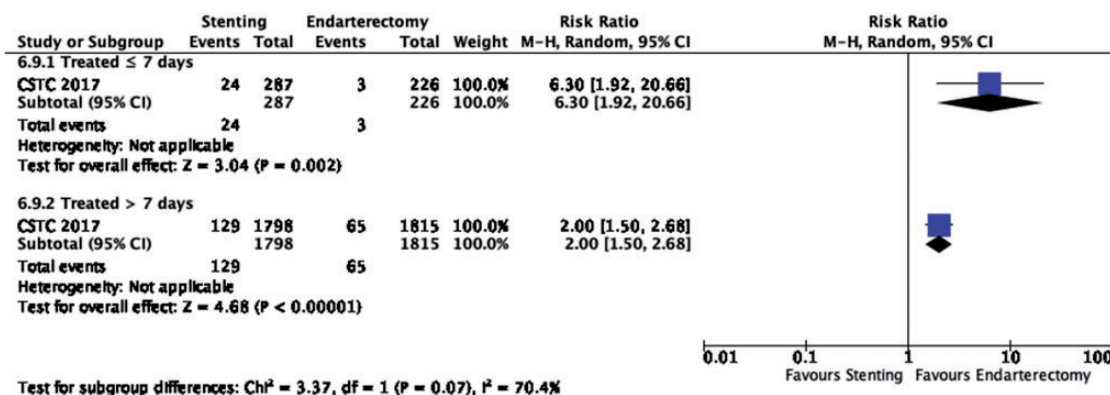 Stenting Endarterectomy Risk Ratio Risk Ratio
Study or Subgroup Events Total Events Total Weight M-H, Random, 95% CI M-H, Random, 95% CI
6.9.1 Treated ≤ 7 days
CSTC 2017 24 287 3 226 100.0% 6.30 [1.92, 20.66]
Subtotal (95% CI) 287 226 100.0% 6.30 [1.92, 20.66]
Total events 24 3
Heterogeneity: Not applicable
Test for overall effect: Z = 3.04 (P = 0.002)
6.9.2 Treated > 7 days
CSTC 2017 129 1798 65 1815 100.0% 2.00 [1.50, 2.68]
Subtotal (95% CI) 1798 1815 100.0% 2.00 [1.50, 2.68]
Total events 129 65
Heterogeneity: Not applicable
Test for overall effect: Z = 4.68 (P < 0.00001)
0.01 0.1 1 10 100
Favours Stenting Favours Endarterectomy
Test for subgroup differences: Chi² = 3.37, df = 1 (P = 0.07), I² = 70.4%